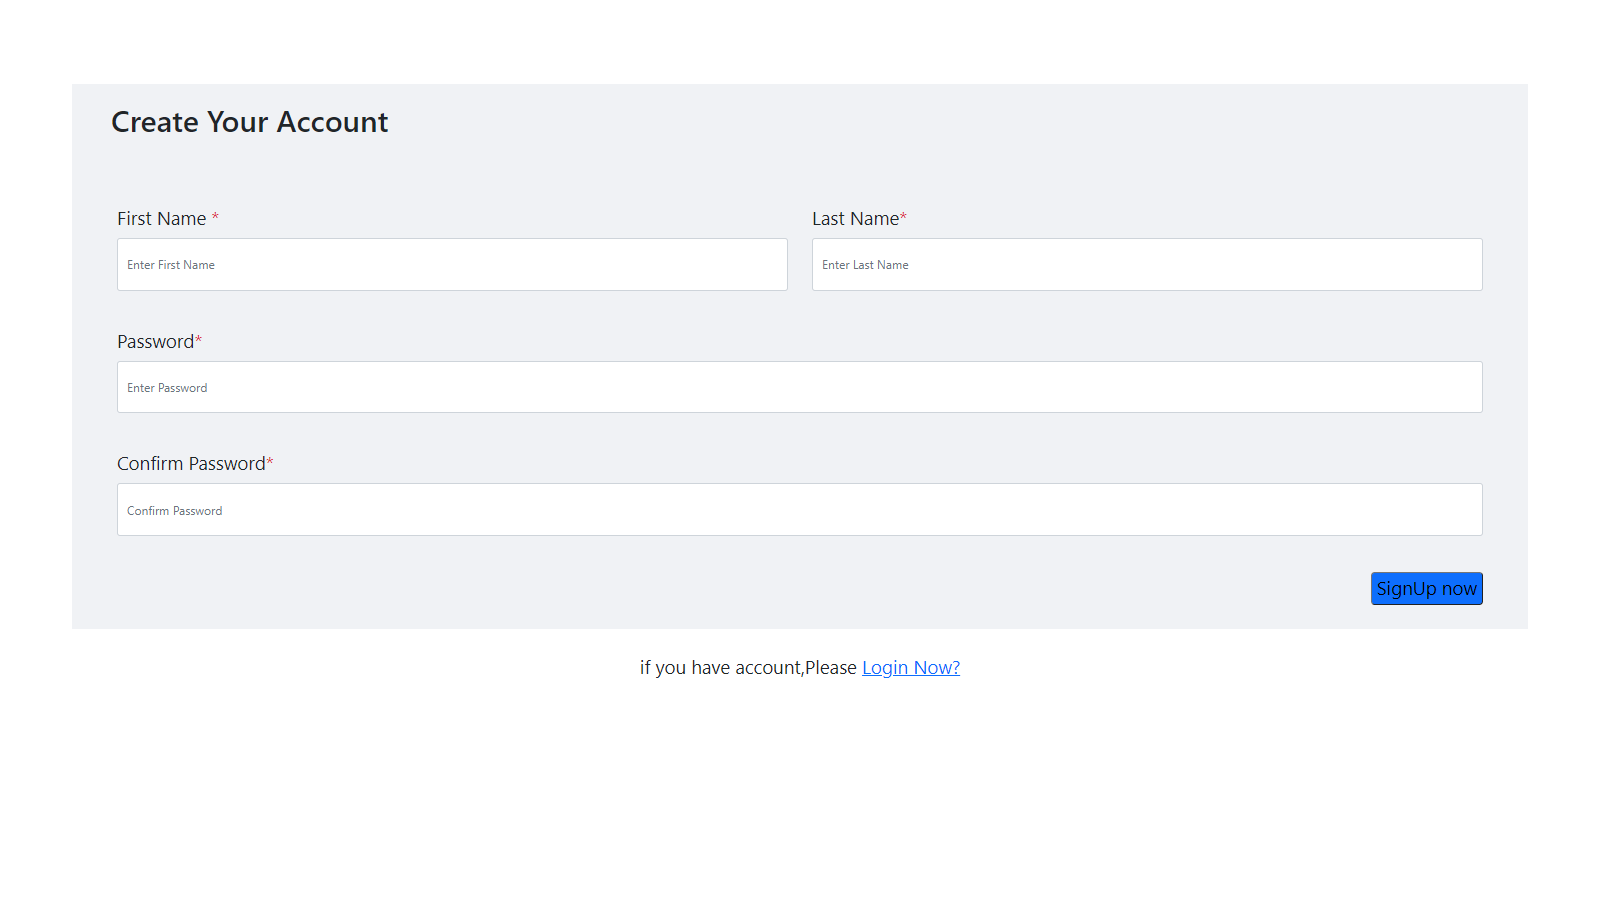 Create Your Account
First Name * Last Name*
Enter First Name Enter Last Name
Password*
Enter Password
Confirm Password*
Confirm Password
SignUp now
if you have account,Please Login Now?